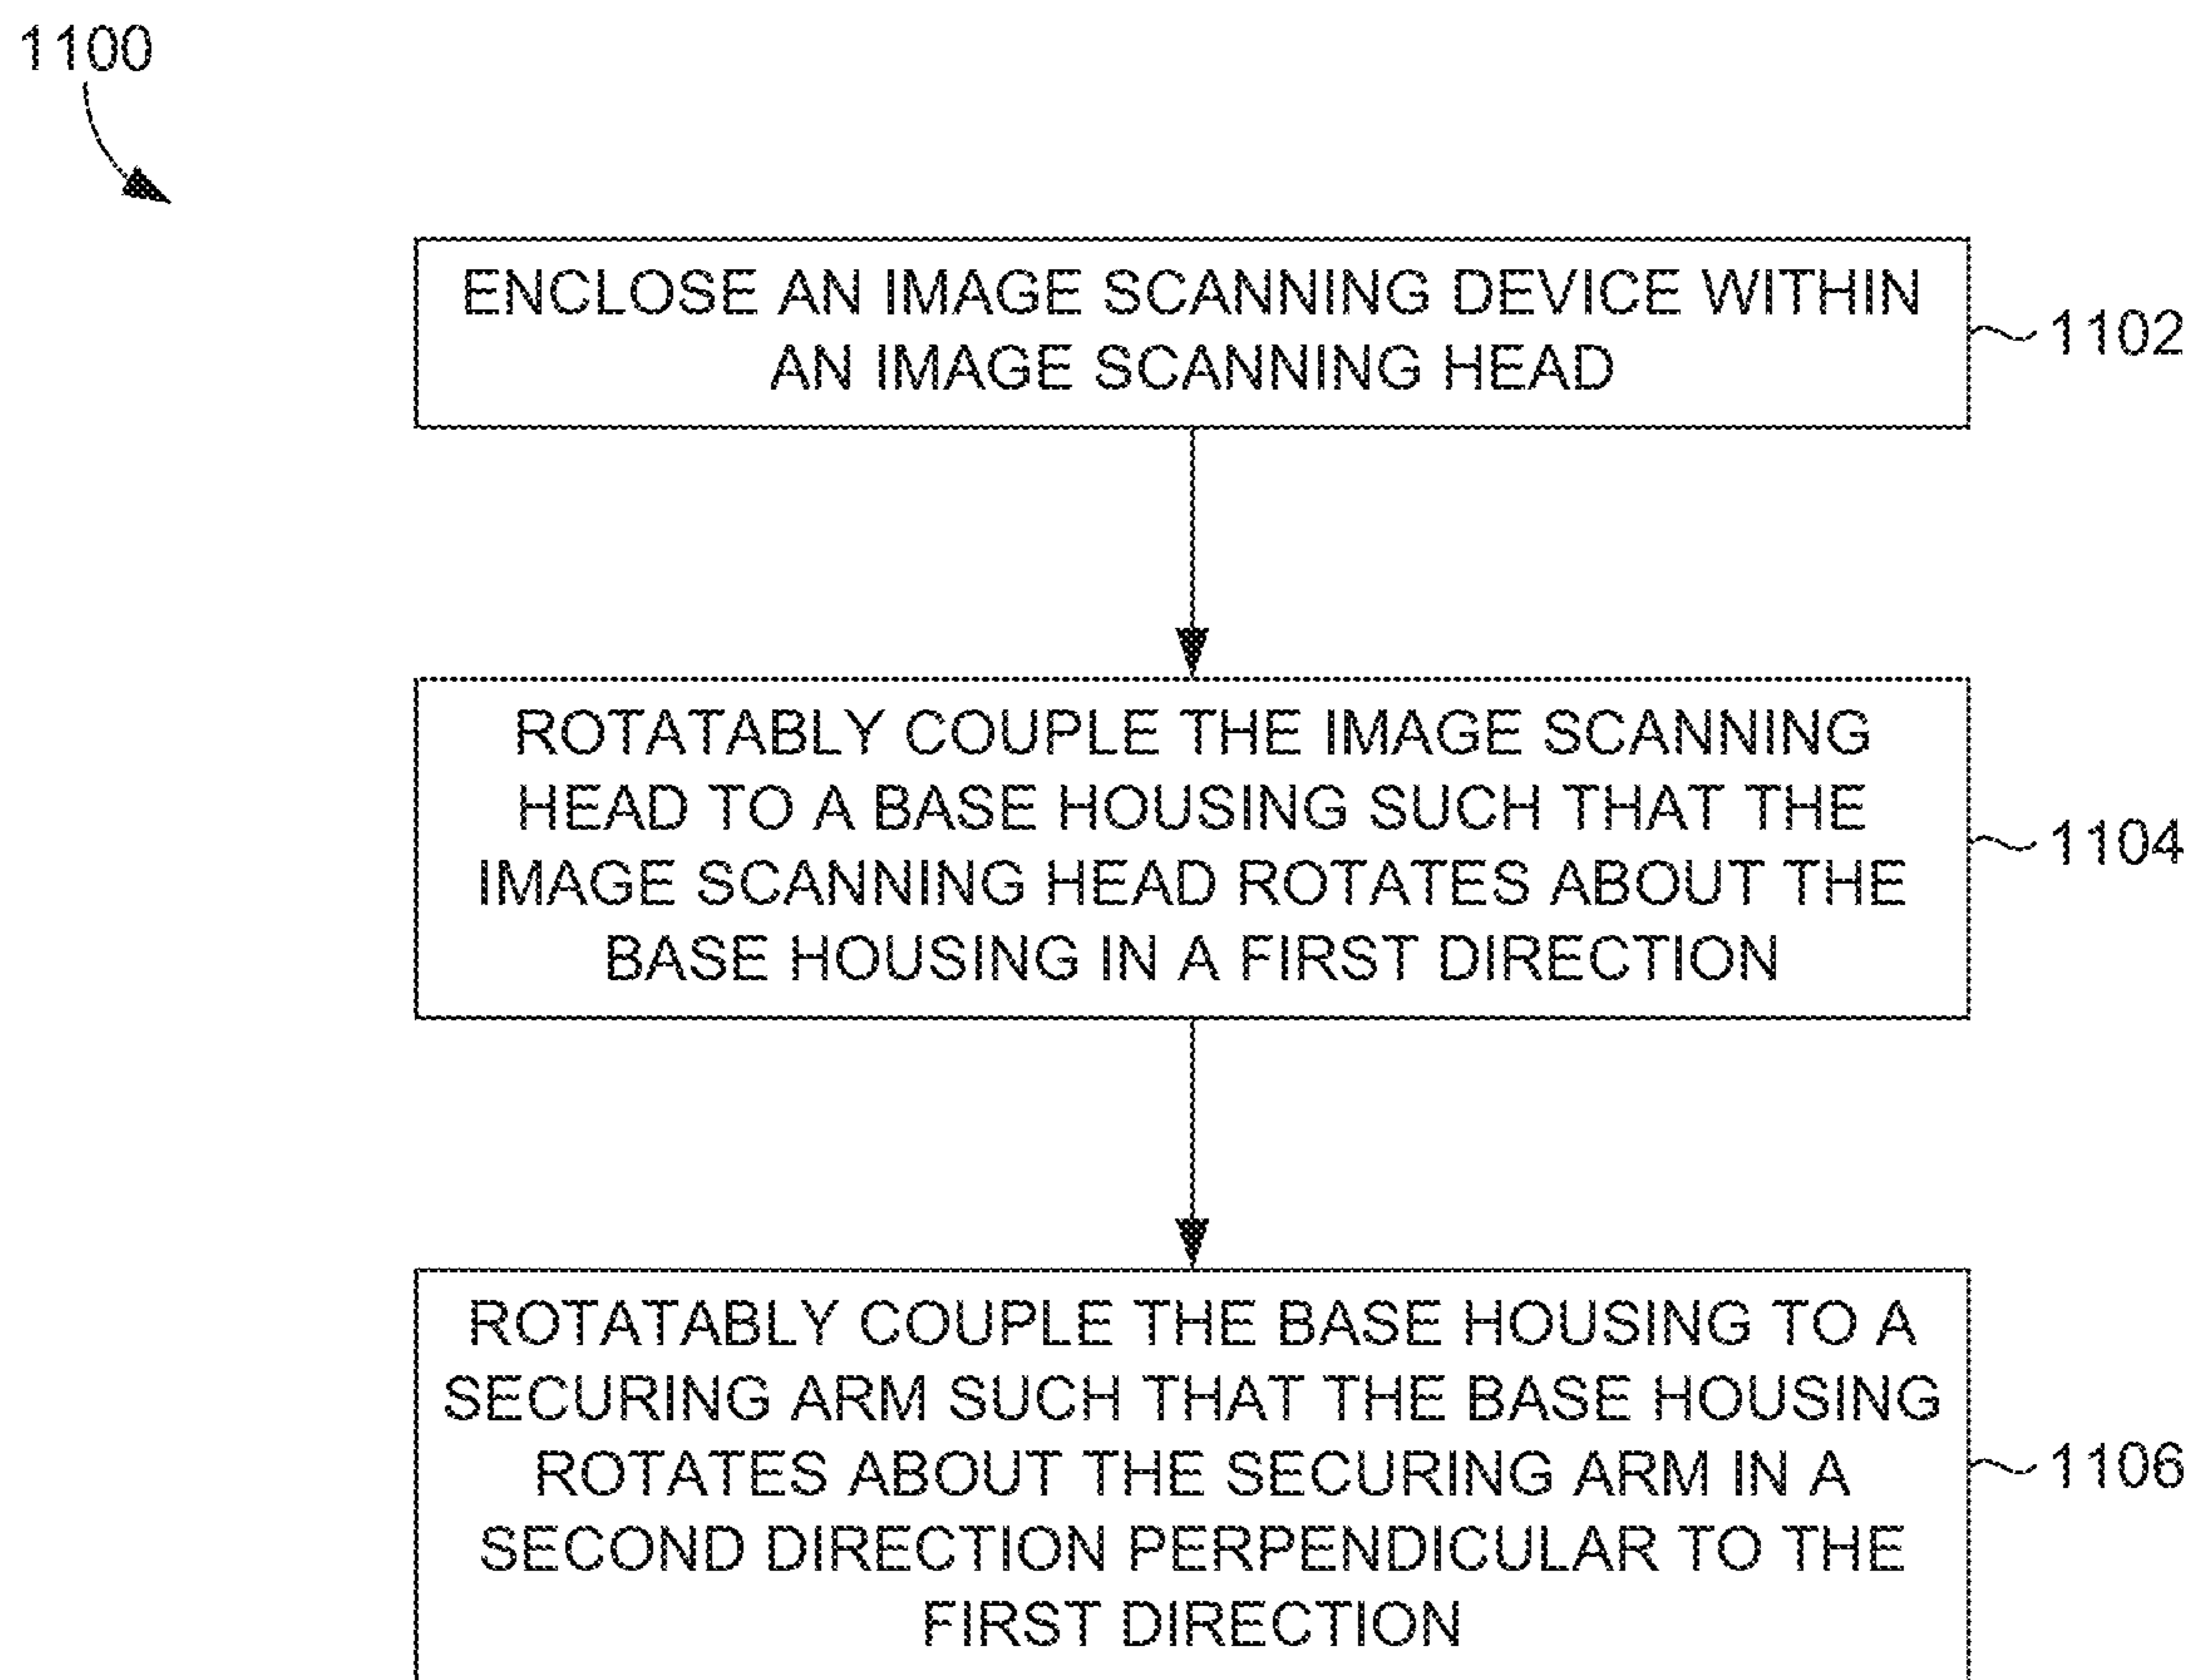 1100
ENCLOSE AN IMAGE SCANNING DEVICE WITHIN
AN IMAGE SCANNING HEAD
1102
ROTATABLY COUPLE THE IMAGE SCANNING
HEAD TO A BASE HOUSING SUCH THAT THE
IMAGE SCANNING HEAD ROTATES ABOUT THE
BASE HOUSING IN A FIRST DIRECTION
1104
ROTATABLY COUPLE THE BASE HOUSING TO A
SECURING ARM SUCH THAT THE BASE HOUSING
ROTATES ABOUT THE SECURING ARM IN A
SECOND DIRECTION PERPENDICULAR TO THE
FIRST DIRECTION
1106